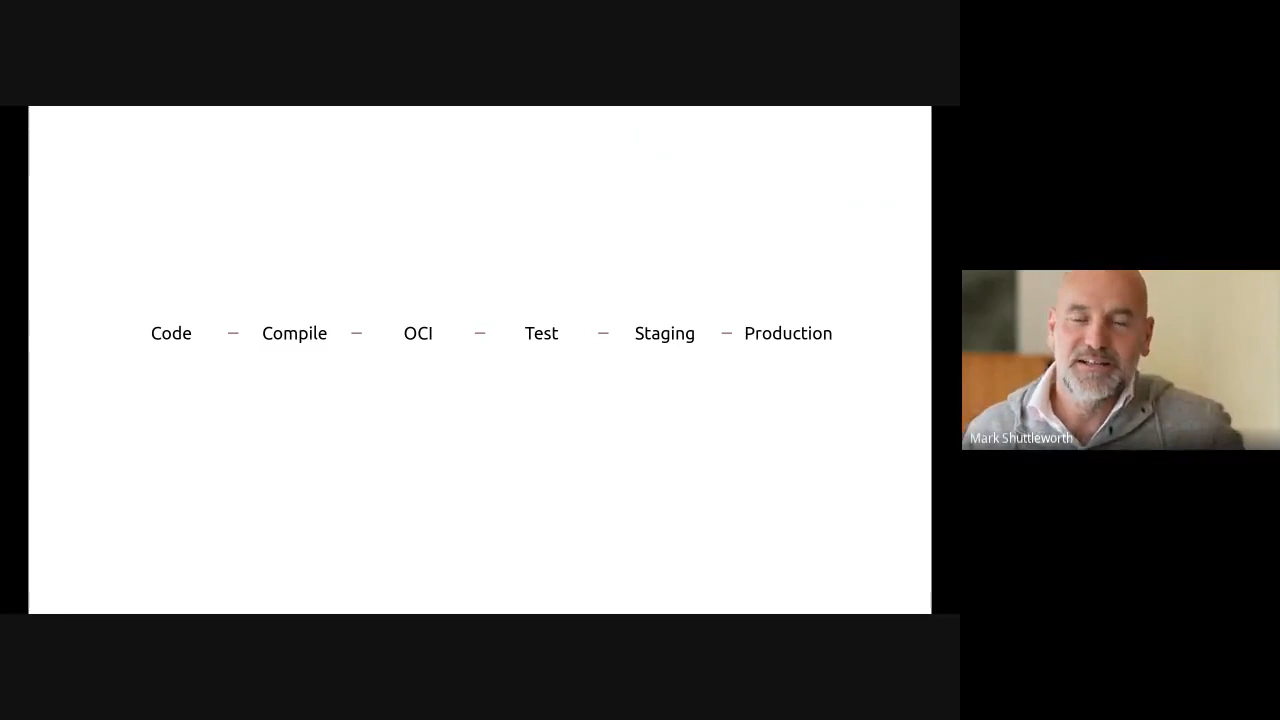 Code – Compile – OCI – Test – Staging – Production
Mark Shuttleworth